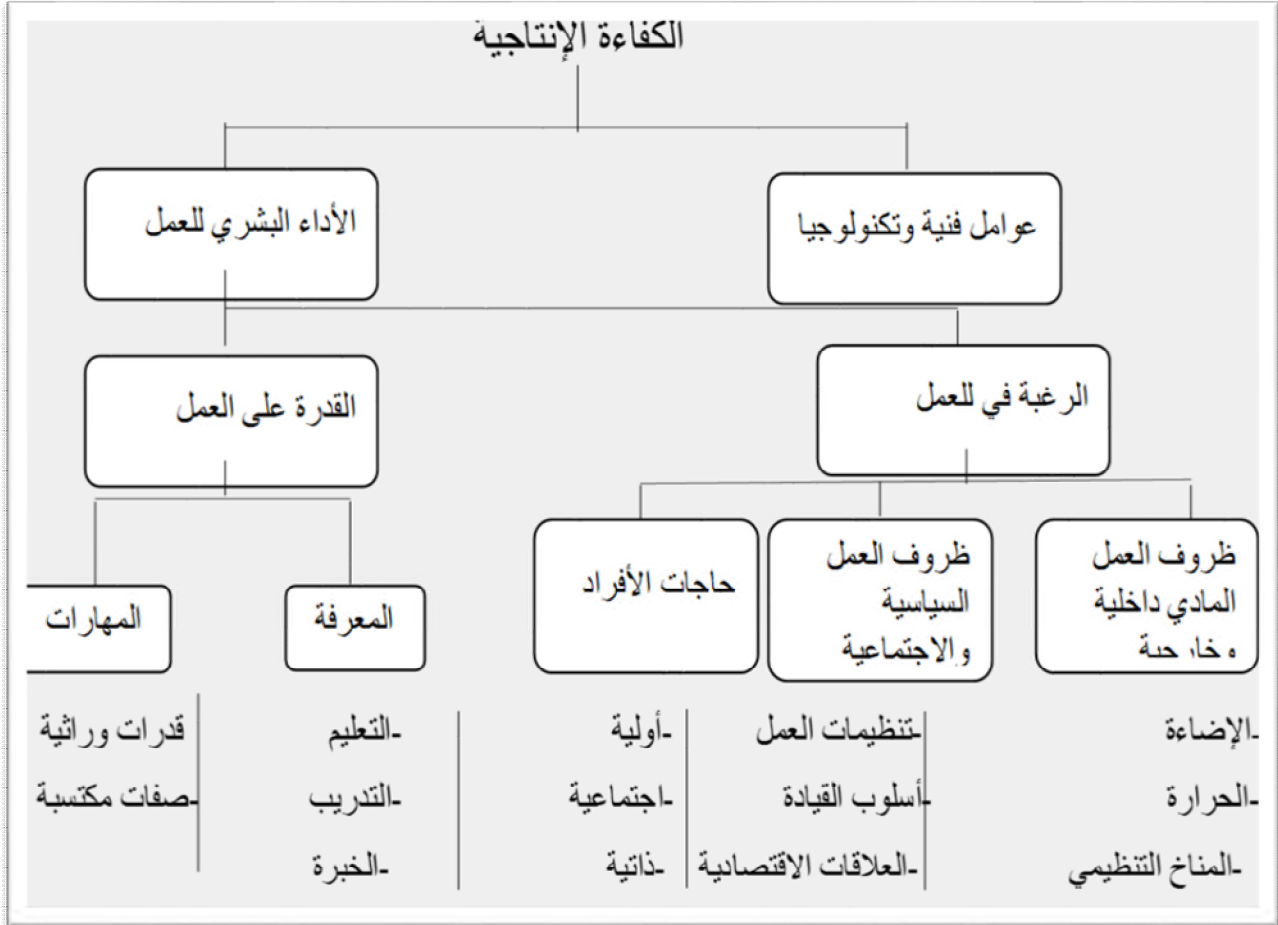 الكفاءة الإنتاجية
عوامل فنية وتكنولوجيا
الأداء البشري للعمل
الرغبة في للعمل
القدرة على العمل
ظروف العمل
المادي داخلية
وخارجية
ظروف العمل
السياسية
والاجتماعية
حاجات الأفراد
المعرفة
المهارات
-الإضاءة
-الحرارة
-المناخ التنظيمي
-تنظيمات العمل
-أسلوب القيادة
-العلاقات الاقتصادية
-أولية
-اجتماعية
-ذاتية
-التعليم
-التدريب
-الخبرة
قدرات وراثية
-صفات مكتسبة